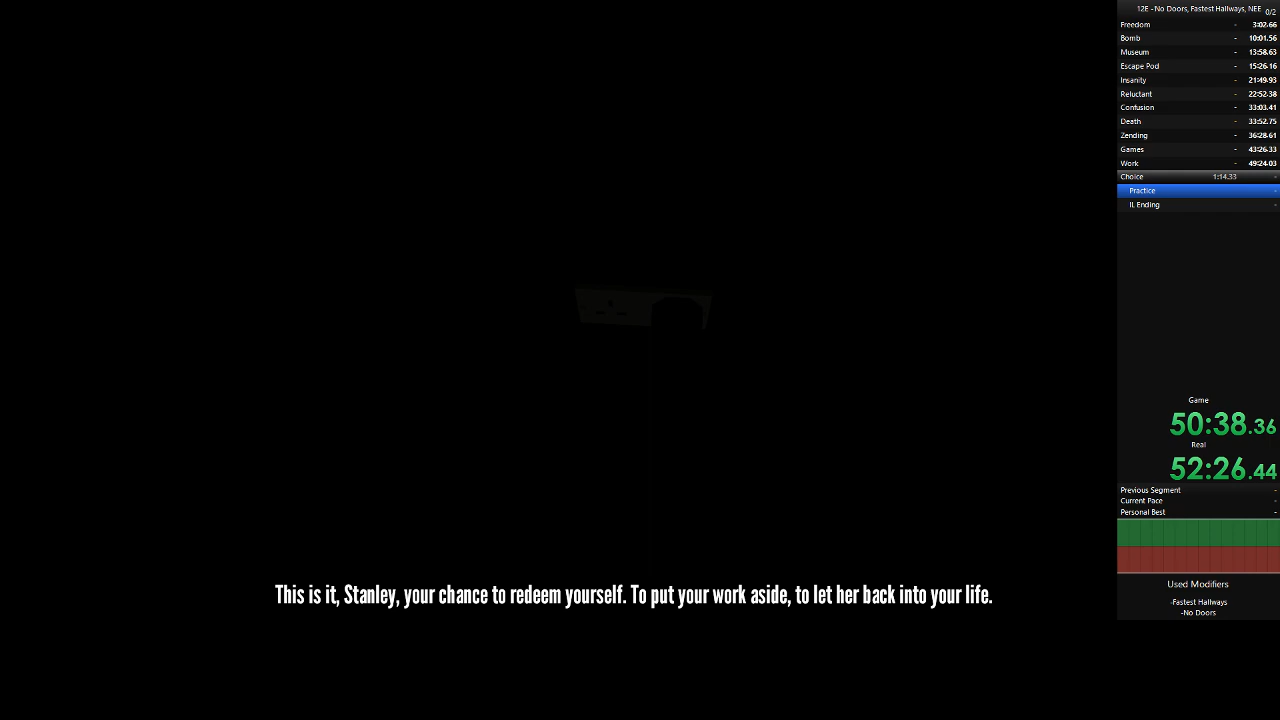 12E - No Doors, Fastest Hallways, NEE 0/2
Freedom - 3:02.66
Bomb - 10:01.56
Museum - 13:58.63
Escape Pod - 15:26.16
Insanity - 21:49.93
Reluctant - 22:52.38
Confusion - 33:03.41
Death - 33:52.75
Zending - 36:28.61
Games - 43:26.33
Work - 49:24.03
Choice 1:14.33 -
Practice -
IL Ending -
Game
50:38.36
Real
52:26.44
Previous Segment -
Current Pace -
Personal Best -
Used Modifiers
-Fastest Hallways
-No Doors
This is it, Stanley, your chance to redeem yourself. To put your work aside, to let her back into your life.